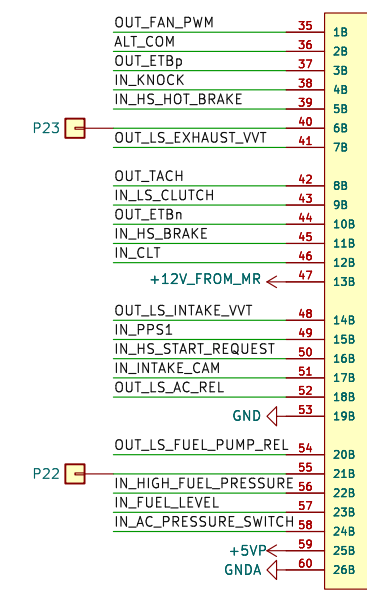 OUT_FAN_PWM 35 1B
ALT_COM 36 2B
OUT_ETBp 37 3B
IN_KNOCK 38 4B
IN_HS_HOT_BRAKE 39 5B
P23 40 6B
OUT_LS_EXHAUST_VVT 41 7B
OUT_TACH 42 8B
IN_LS_CLUTCH 43 9B
OUT_ETBn 44 10B
IN_HS_BRAKE 45 11B
IN_CLT 46 12B
+12V_FROM_MR 47 13B
OUT_LS_INTAKE_VVT 48 14B
IN_PPS1 49 15B
IN_HS_START_REQUEST 50 16B
IN_INTAKE_CAM 51 17B
OUT_LS_AC_REL 52 18B
GND 53 19B
OUT_LS_FUEL_PUMP_REL 54 20B
P22 55 21B
IN_HIGH_FUEL_PRESSURE 56 22B
IN_FUEL_LEVEL 57 23B
IN_AC_PRESSURE_SWITCH 58 24B
+5VP 59 25B
GNDA 60 26B